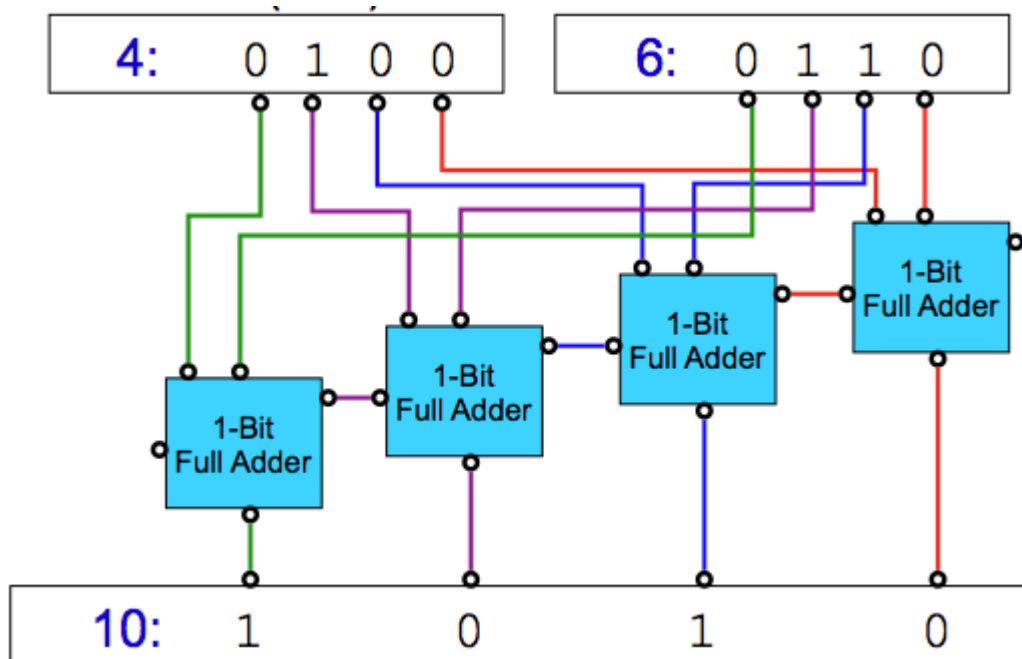 4: 0 1 0 0
6: 0 1 1 0
1-Bit
Full Adder
1-Bit
Full Adder
1-Bit
Full Adder
1-Bit
Full Adder
10: 1 0 1 0